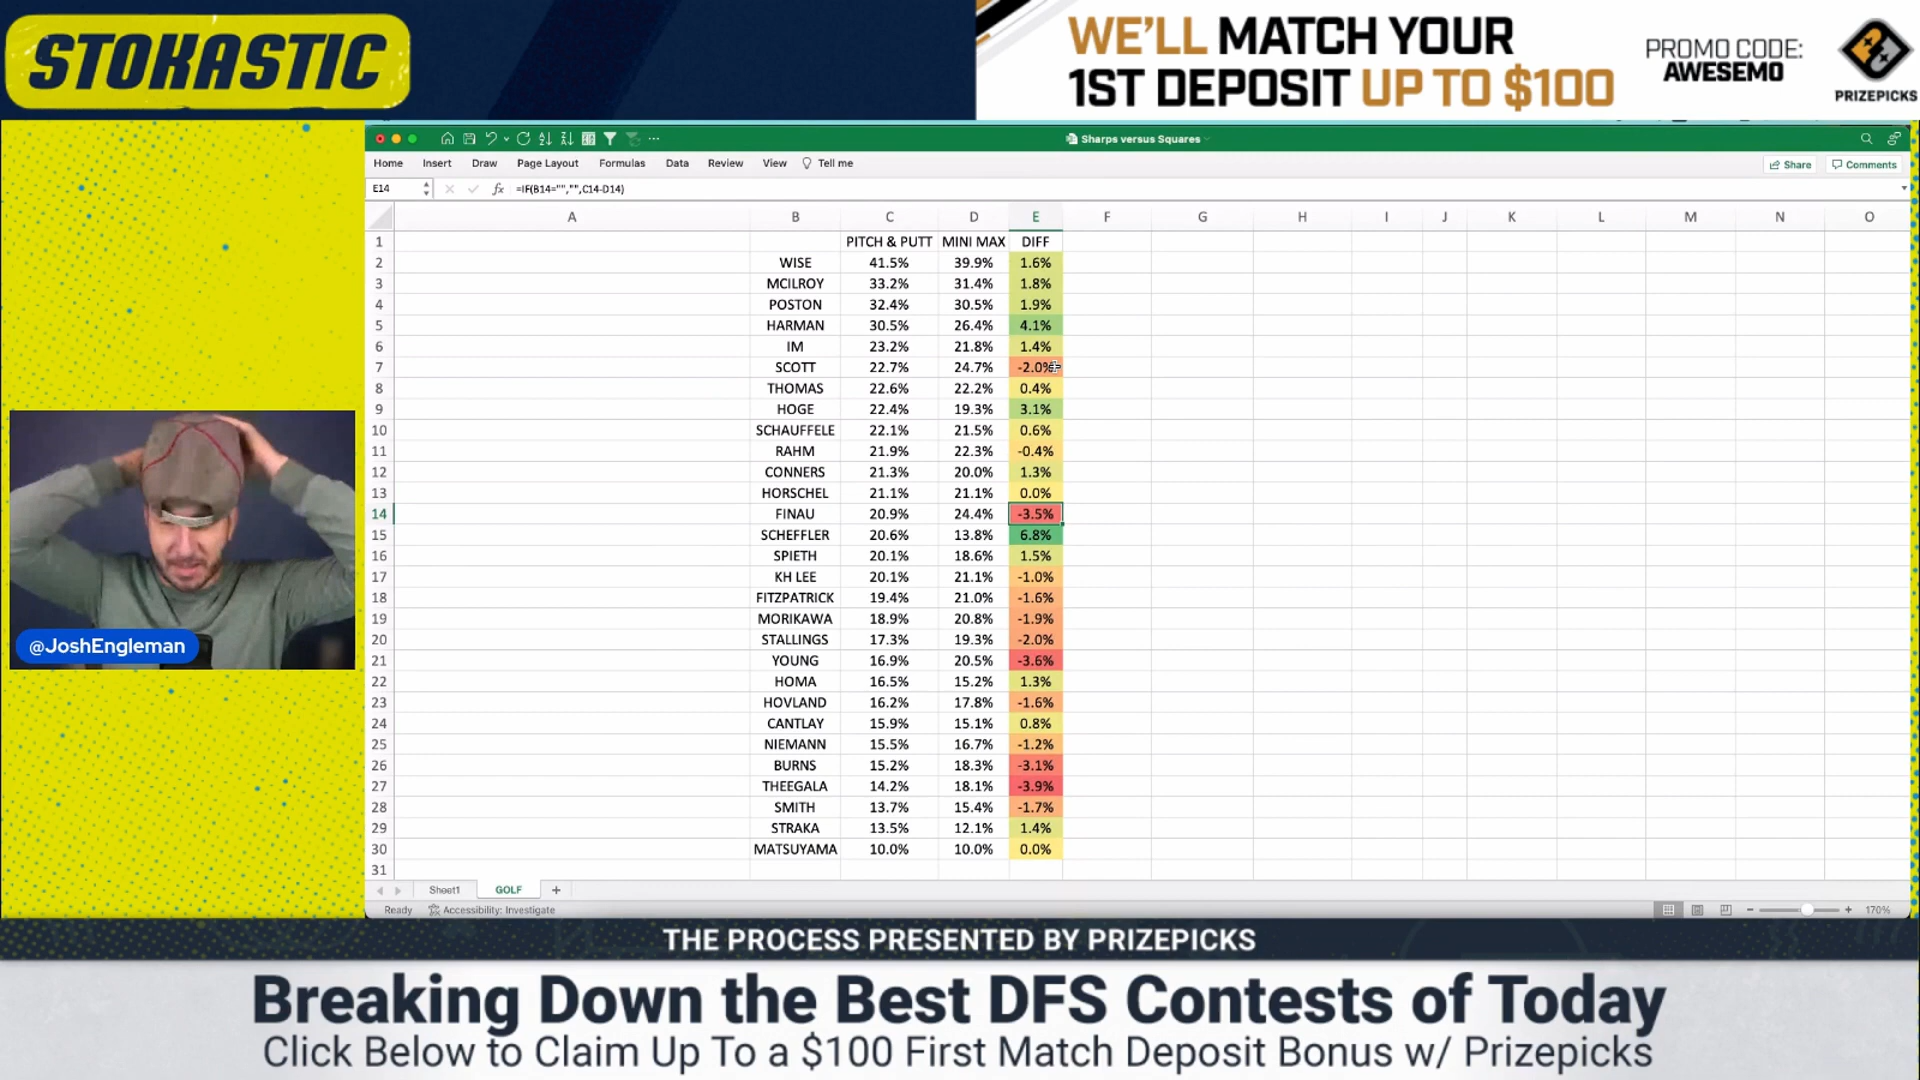 STOKASTIC
WE'LL MATCH YOUR
1ST DEPOSIT UP TO $100
PROMO CODE:
AWESEMO
PRIZEPICKS
Sharps versus Squares
Home Insert Draw Page Layout Formulas Data Review View Tell me
Share Comments
E14 fx =IF(B14="","",C14-D14)
A B C D E F G H I J K L M N O
1 PITCH & PUTT MINI MAX DIFF
2 WISE 41.5% 39.9% 1.6%
3 MCILROY 33.2% 31.4% 1.8%
4 POSTON 32.4% 30.5% 1.9%
5 HARMAN 30.5% 26.4% 4.1%
6 IM 23.2% 21.8% 1.4%
7 SCOTT 22.7% 24.7% -2.0%
8 THOMAS 22.6% 22.2% 0.4%
9 HOGE 22.4% 19.3% 3.1%
10 SCHAUFFELE 22.1% 21.5% 0.6%
11 RAHM 21.9% 22.3% -0.4%
12 CONNERS 21.3% 20.0% 1.3%
13 HORSCHEL 21.1% 21.1% 0.0%
14 FINAU 20.9% 24.4% -3.5%
15 SCHEFFLER 20.6% 13.8% 6.8%
16 SPIETH 20.1% 18.6% 1.5%
17 KH LEE 20.1% 21.1% -1.0%
18 FITZPATRICK 19.4% 21.0% -1.6%
19 MORIKAWA 18.9% 20.8% -1.9%
20 STALLINGS 17.3% 19.3% -2.0%
21 YOUNG 16.9% 20.5% -3.6%
22 HOMA 16.5% 15.2% 1.3%
23 HOVLAND 16.2% 17.8% -1.6%
24 CANTLAY 15.9% 15.1% 0.8%
25 NIEMANN 15.5% 16.7% -1.2%
26 BURNS 15.2% 18.3% -3.1%
27 THEEGALA 14.2% 18.1% -3.9%
28 SMITH 13.7% 15.4% -1.7%
29 STRAKA 13.5% 12.1% 1.4%
30 MATSUYAMA 10.0% 10.0% 0.0%
31
@JoshEngleman
Sheet1 GOLF +
Ready Accessibility: Investigate
170%
THE PROCESS PRESENTED BY PRIZEPICKS
Breaking Down the Best DFS Contests of Today
Click Below to Claim Up To a $100 First Match Deposit Bonus w/ Prizepicks